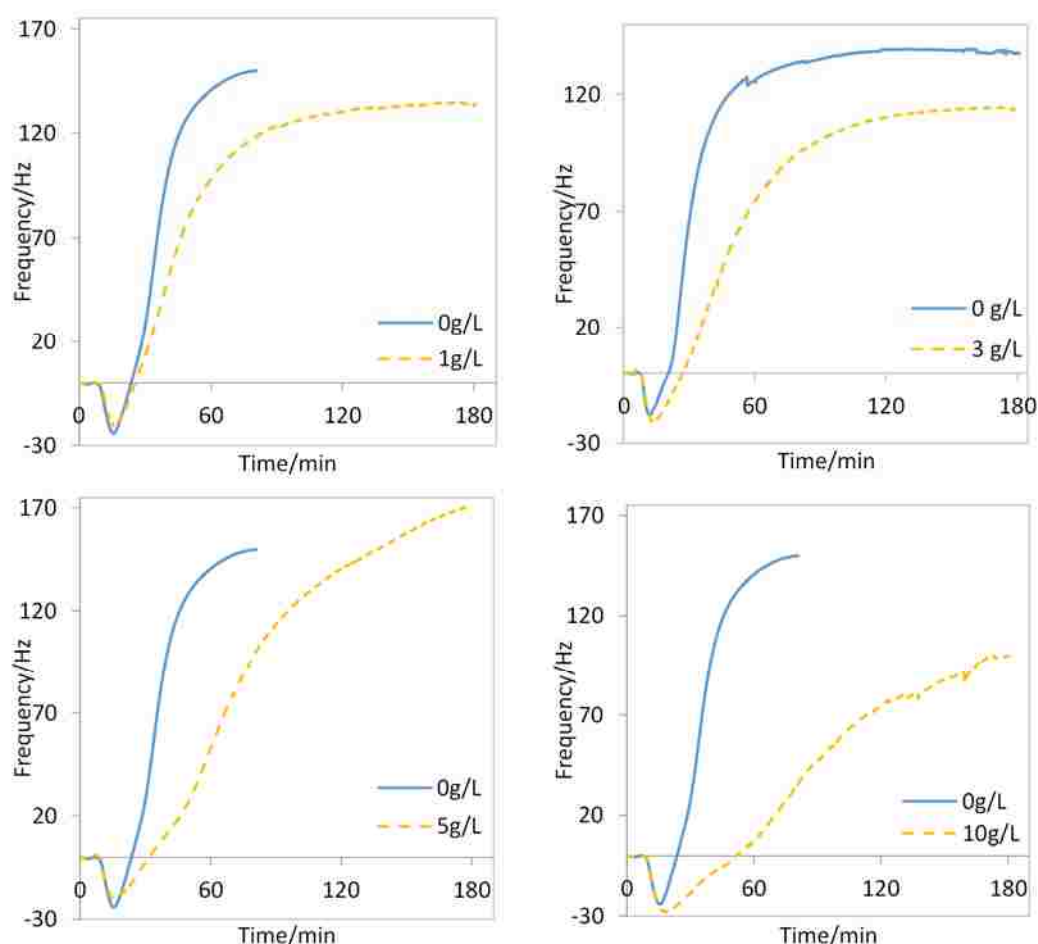 170
120
70
20
-30
Frequency/Hz
0
60
120
180
Time/min
0g/L
1g/L
120
70
20
-30
Frequency/Hz
0
60
120
180
Time/min
0 g/L
3 g/L
170
120
70
20
-30
Frequency/Hz
0
60
120
180
Time/min
0g/L
5g/L
170
120
70
20
-30
Frequency/Hz
0
60
120
180
Time/min
0g/L
10g/L